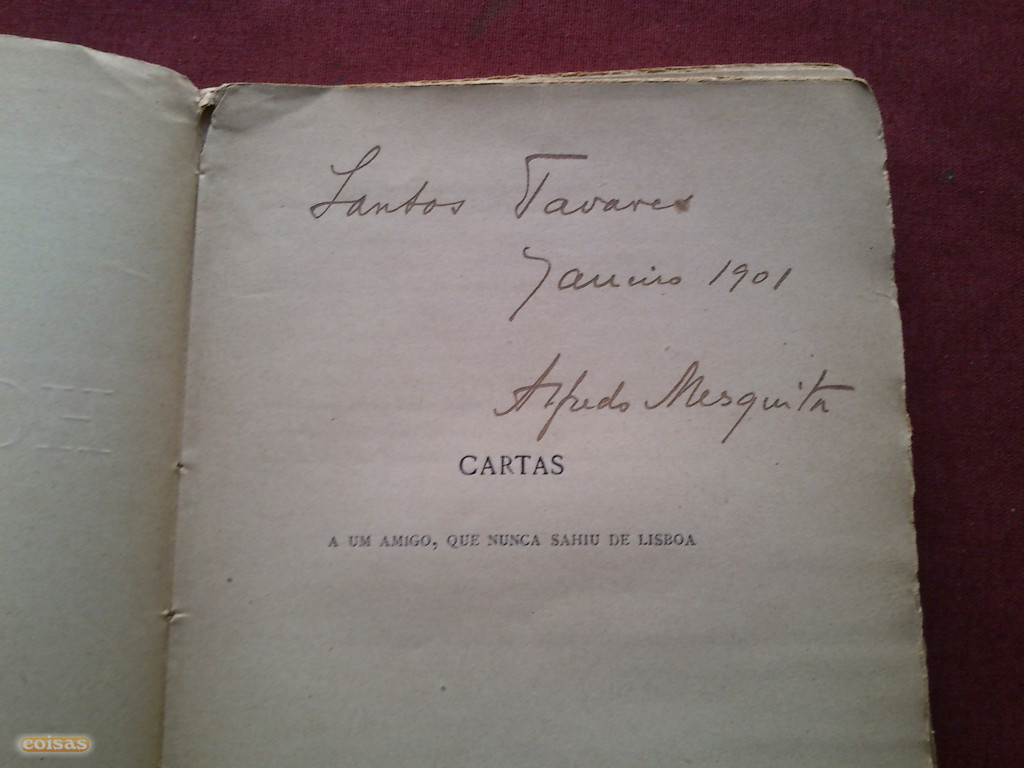 Santos Tavares
Janeiro 1901
Alfredo Mesquita
CARTAS
A UM AMIGO, QUE NUNCA SAHIU DE LISBOA
coisas